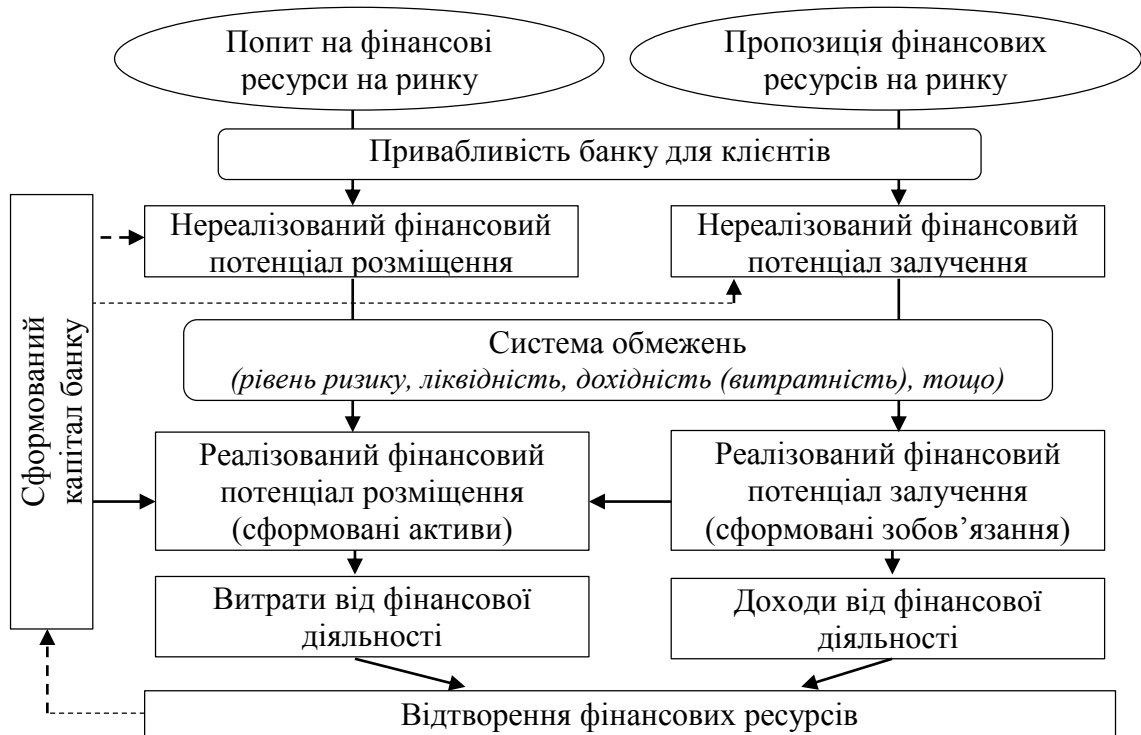 Попит на фінансові
ресурси на ринку
Пропозиція фінансових
ресурсів на ринку
Привабливість банку для клієнтів
Нереалізований фінансовий
потенціал розміщення
Нереалізований фінансовий
потенціал залучення
Сформований
капітал банку
Система обмежень
(рівень ризику, ліквідність, дохідність (витратність), тощо)
Реалізований фінансовий
потенціал розміщення
(сформовані активи)
Реалізований фінансовий
потенціал залучення
(сформовані зобов’язання)
Витрати від фінансової
діяльності
Доходи від фінансової
діяльності
Відтворення фінансових ресурсів